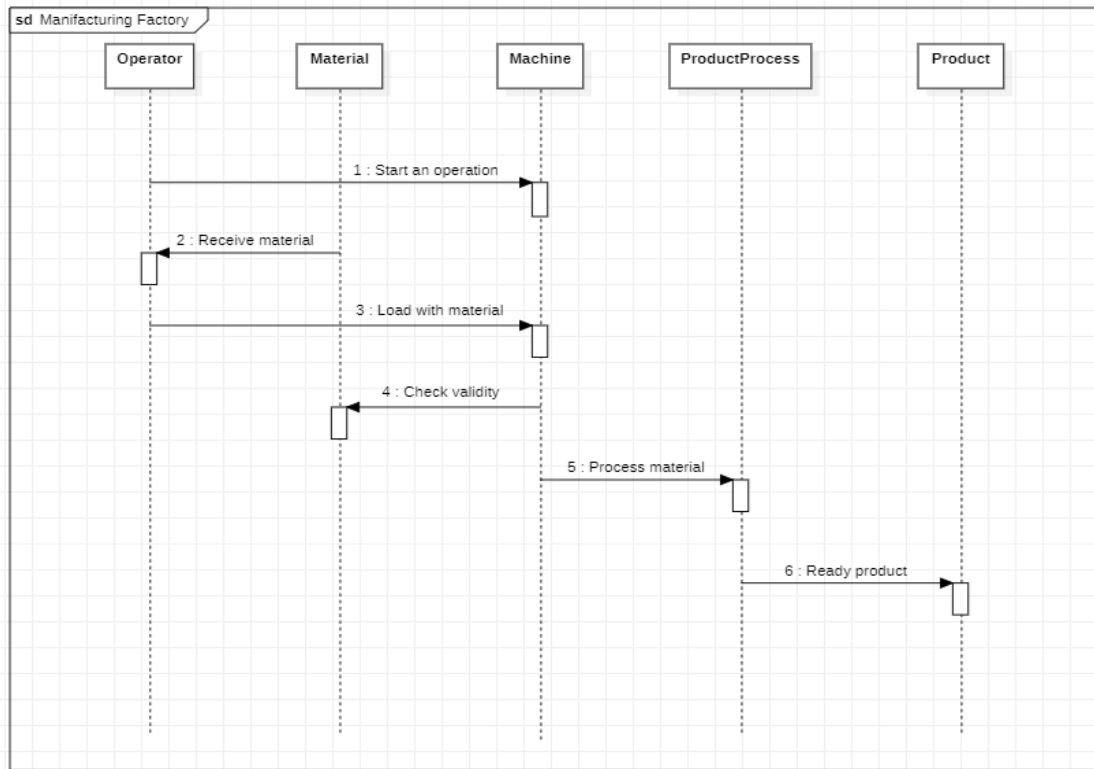 sd Manifacturing Factory
Operator
Material
Machine
ProductProcess
Product
1 : Start an operation
2 : Receive material
3 : Load with material
4 : Check validity
5 : Process material
6 : Ready product